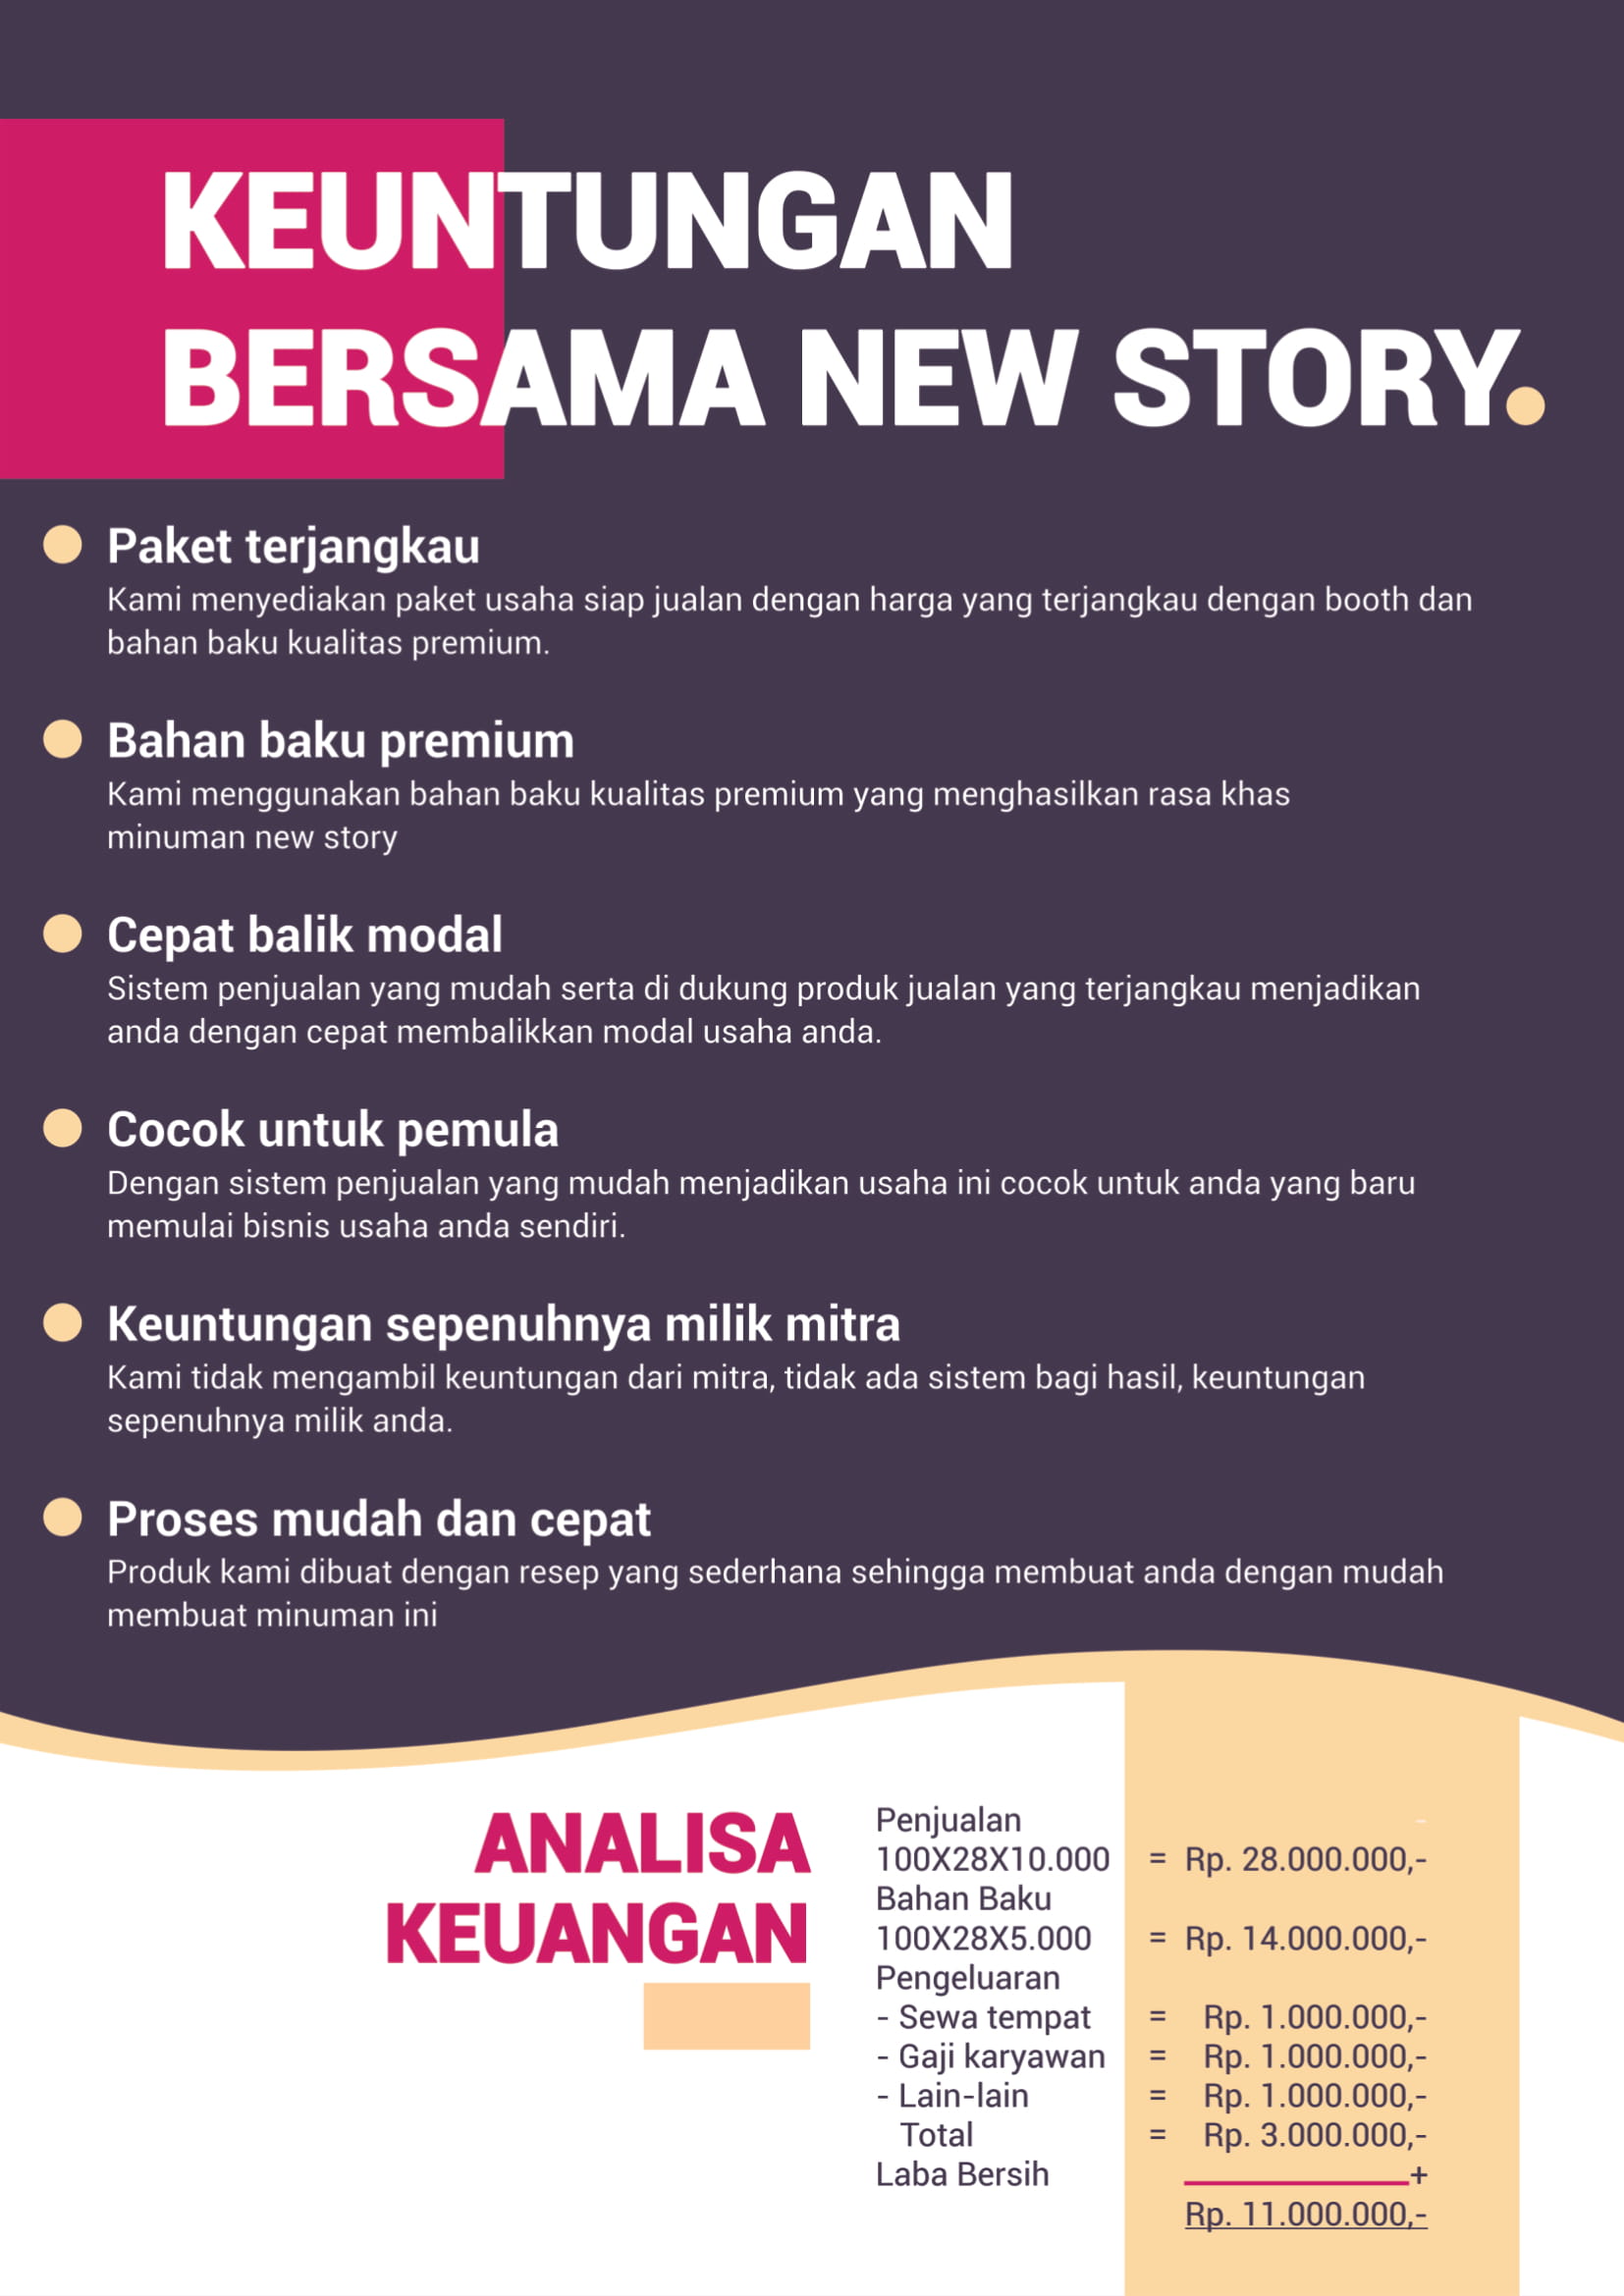 KEUNTUNGAN
BERSAMA NEW STORY.
Paket terjangkau
Kami menyediakan paket usaha siap jualan dengan harga yang terjangkau dengan booth dan
bahan baku kualitas premium.
Bahan baku premium
Kami menggunakan bahan baku kualitas premium yang menghasilkan rasa khas
minuman new story
Cepat balik modal
Sistem penjualan yang mudah serta di dukung produk jualan yang terjangkau menjadikan
anda dengan cepat membalikkan modal usaha anda.
Cocok untuk pemula
Dengan sistem penjualan yang mudah menjadikan usaha ini cocok untuk anda yang baru
memulai bisnis usaha anda sendiri.
Keuntungan sepenuhnya milik mitra
Kami tidak mengambil keuntungan dari mitra, tidak ada sistem bagi hasil, keuntungan
sepenuhnya milik anda.
Proses mudah dan cepat
Produk kami dibuat dengan resep yang sederhana sehingga membuat anda dengan mudah
membuat minuman ini
ANALISA
KEUANGAN
Penjualan
100X28X10.000 = Rp. 28.000.000,-
Bahan Baku
100X28X5.000 = Rp. 14.000.000,-
Pengeluaran
- Sewa tempat = Rp. 1.000.000,-
- Gaji karyawan = Rp. 1.000.000,-
- Lain-lain = Rp. 1.000.000,-
Total = Rp. 3.000.000,-
Laba Bersih +
Rp. 11.000.000,-